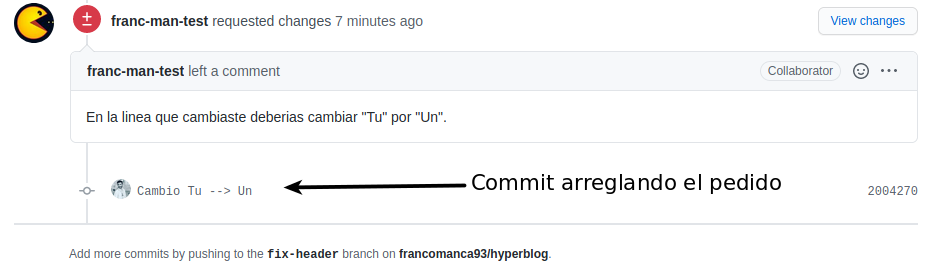 franc-man-test requested changes 7 minutes ago
View changes
franc-man-test left a comment
Collaborator
En la linea que cambiaste deberias cambiar "Tu" por "Un".
Cambio Tu --> Un
Commit arreglando el pedido
2004270
Add more commits by pushing to the fix-header branch on francomanca93/hyperblog.